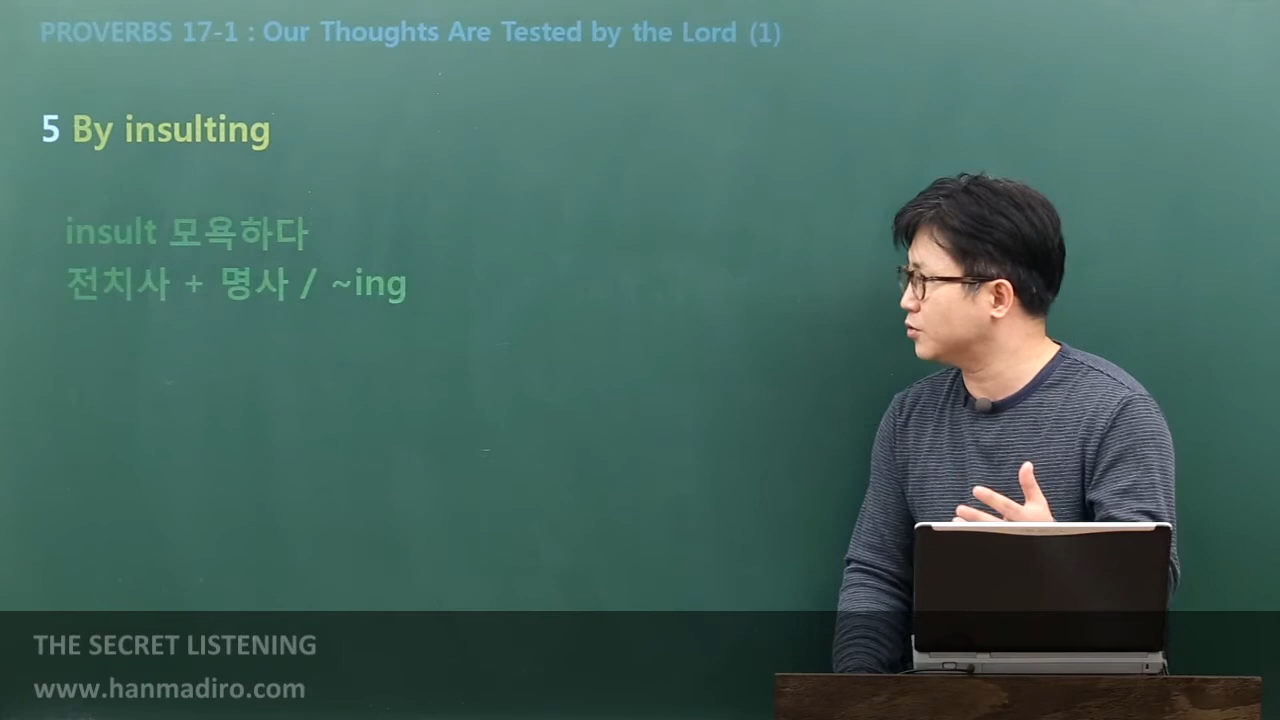 PROVERBS 17-1 : Our Thoughts Are Tested by the Lord (1)
5 By insulting
insult 모욕하다
전치사 + 명사 / ~ing
THE SECRET LISTENING
www.hanmadiro.com